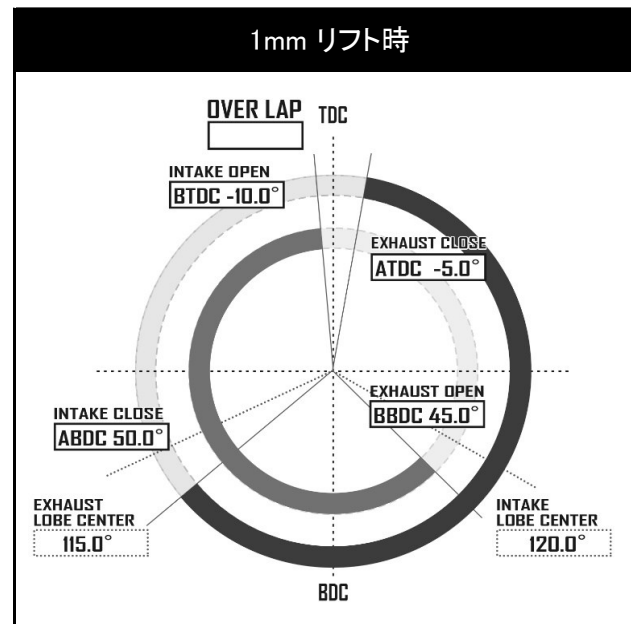 1mm リフト時
OVER LAP
TDC
INTAKE OPEN
BTDC -10.0°
EXHAUST CLOSE
ATDC -5.0°
EXHAUST OPEN
BBDC 45.0°
INTAKE CLOSE
ABDC 50.0°
EXHAUST
LOBE CENTER
115.0°
INTAKE
LOBE CENTER
120.0°
BDC